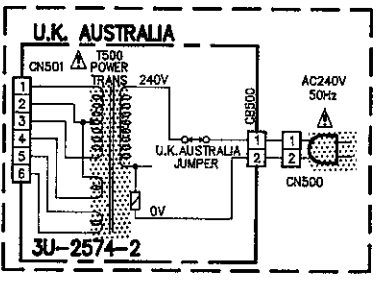 U.K. AUSTRALIA
CN501
T500
POWER
TRANS
240V
1
2
3
4
5
6
U.K.AUSTRALIA
JUMPER
0V
3U-2574-2
CB500
1
2
1
2
CN500
AC240V
50Hz